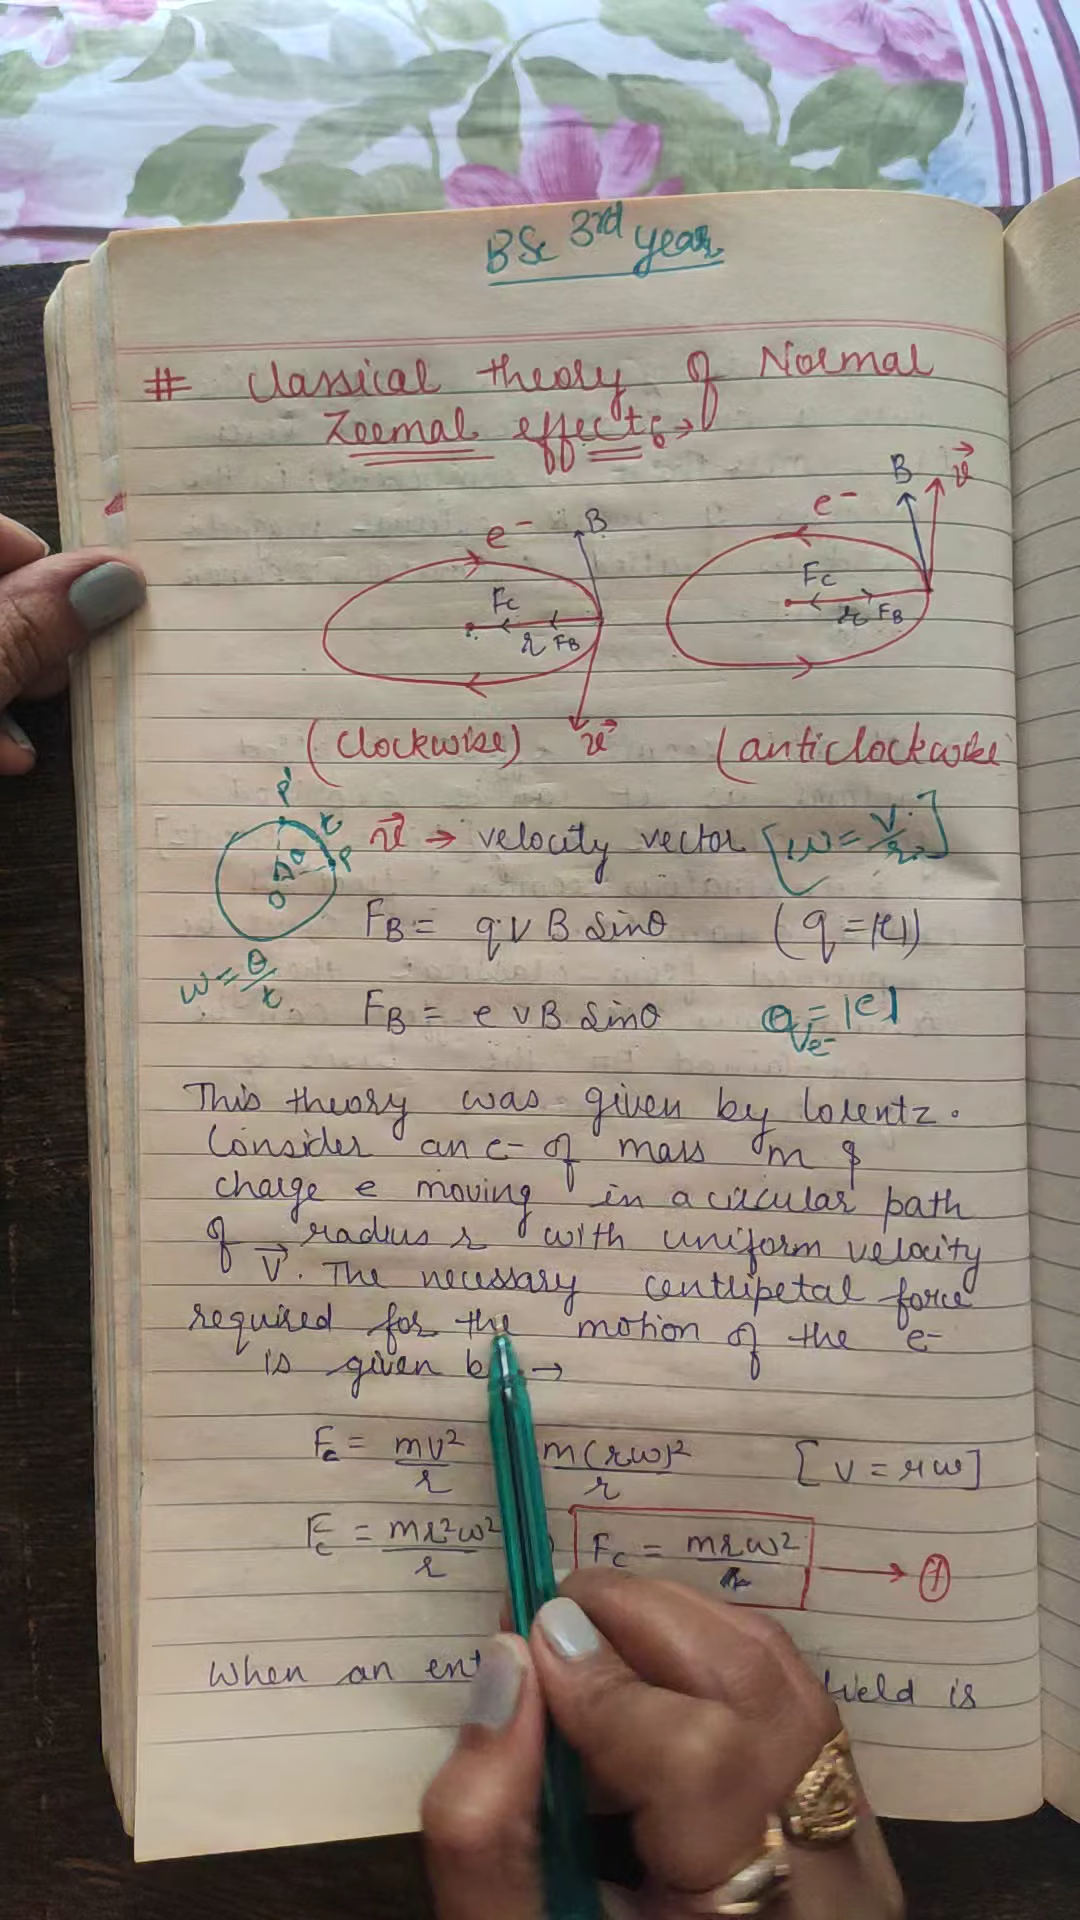 BSc 3rd year
# Classical theory of Normal
Zeemal effect :→
e⁻ B
Fc
r FB
v⃗
(clockwise)
B v⃗
e⁻
Fc
r FB
(anticlockwise
P' t P
θ
O
ω = θ/t
v⃗ → velocity vector [ω = v/r]
FB = qvB Sinθ (q = |e|)
FB = evB Sinθ
Qe⁻ = |e|
This theory was given by Lorentz.
Consider an e⁻ of mass m &
charge e moving in a circular path
of radius r with uniform velocity
v⃗. The necessary centripetal force
required for the motion of the e⁻
is given →
Fc = mv²/r m(rω)²/r [v = rω]
Fc = mr²ω²/r Fc = mrω² → ①
When an field is